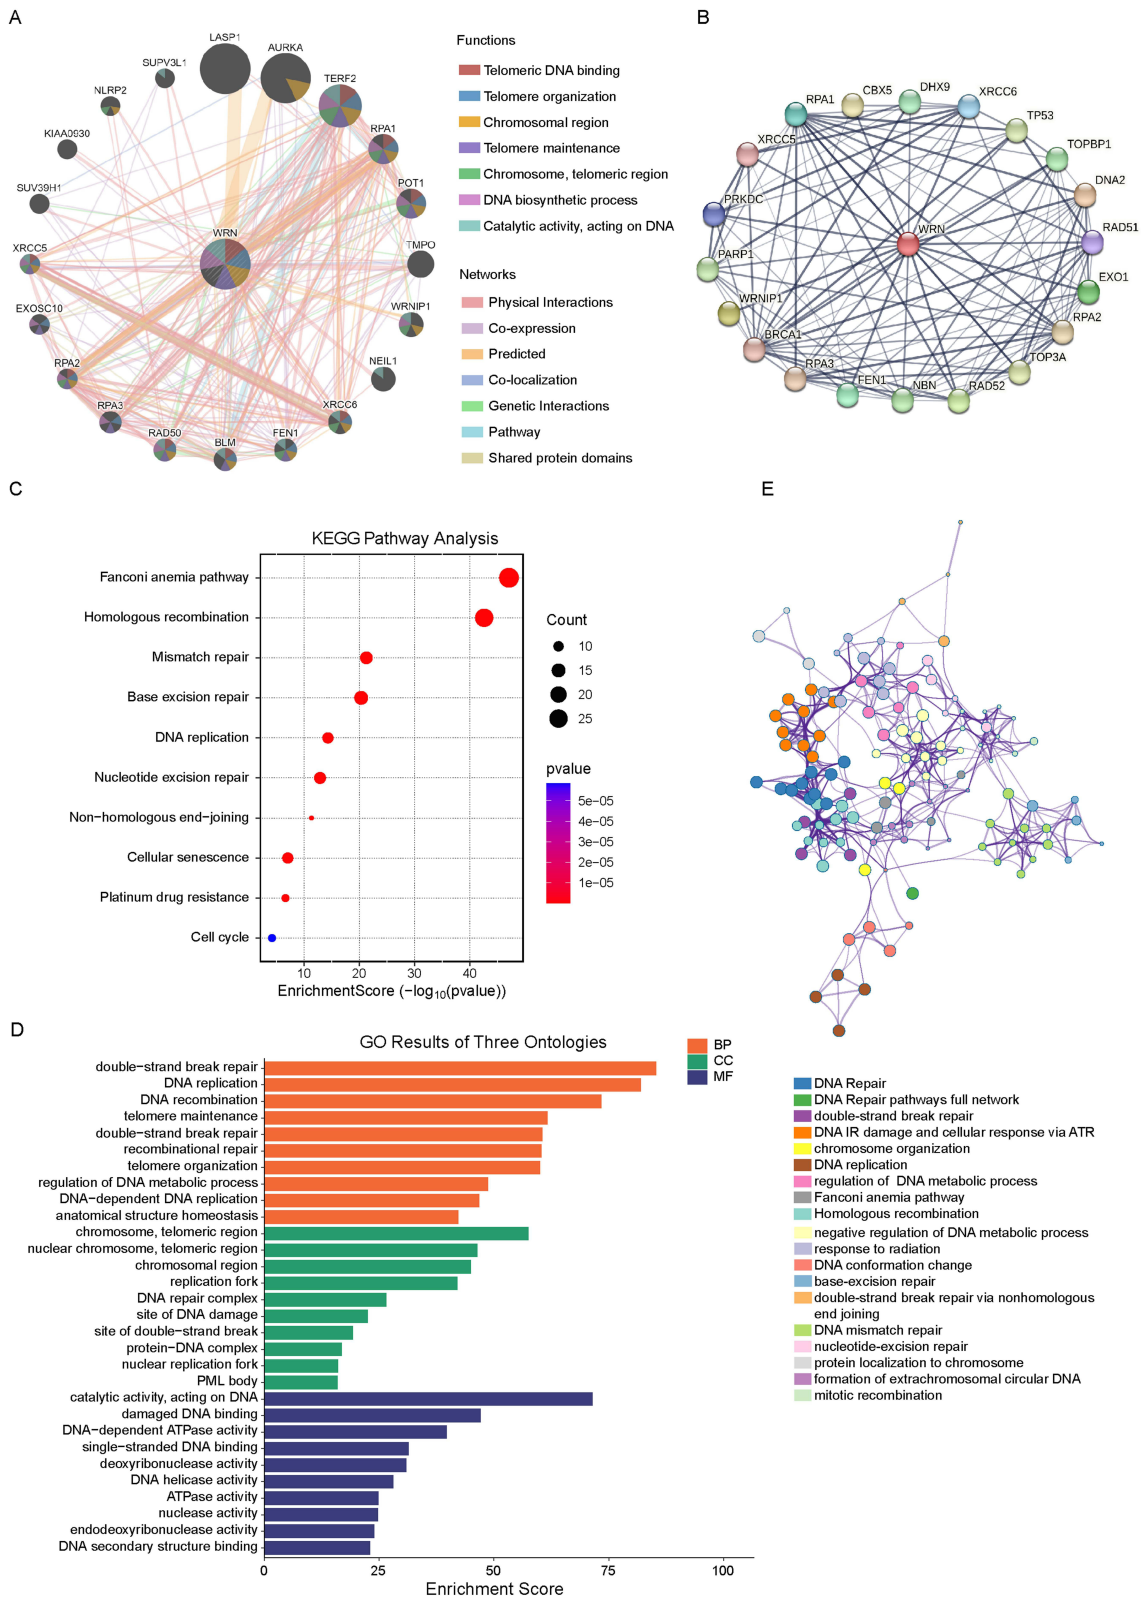 A
LASP1
AURKA
SUPV3L1
TERF2
NLRP2
RPA1
KIAA0930
POT1
SUV39H1
WRN
TMPO
XRCC5
EXOSC10
WRNIP1
RPA2
NEIL1
RPA3
XRCC6
RAD50
BLM
FEN1
Functions
Telomeric DNA binding
Telomere organization
Chromosomal region
Telomere maintenance
Chromosome, telomeric region
DNA biosynthetic process
Catalytic activity, acting on DNA
Networks
Physical Interactions
Co-expression
Predicted
Co-localization
Genetic Interactions
Pathway
Shared protein domains
B
RPA1
CBX5
DHX9
XRCC6
TP53
XRCC5
TOPBP1
DNA2
PRKDC
WRN
RAD51
PARP1
EXO1
WRNIP1
RPA2
BRCA1
TOP3A
RPA3
FEN1
NBN
RAD52
C
KEGG Pathway Analysis
Fanconi anemia pathway
Homologous recombination
Mismatch repair
Base excision repair
DNA replication
Nucleotide excision repair
Non−homologous end−joining
Cellular senescence
Platinum drug resistance
Cell cycle
10 20 30 40
EnrichmentScore (−log10(pvalue))
Count
10
15
20
25
pvalue
5e−05
4e−05
3e−05
2e−05
1e−05
D
GO Results of Three Ontologies
BP
CC
MF
double−strand break repair
DNA replication
DNA recombination
telomere maintenance
double−strand break repair
recombinational repair
telomere organization
regulation of DNA metabolic process
DNA−dependent DNA replication
anatomical structure homeostasis
chromosome, telomeric region
nuclear chromosome, telomeric region
chromosomal region
replication fork
DNA repair complex
site of DNA damage
site of double−strand break
protein−DNA complex
nuclear replication fork
PML body
catalytic activity, acting on DNA
damaged DNA binding
DNA−dependent ATPase activity
single−stranded DNA binding
deoxyribonuclease activity
DNA helicase activity
ATPase activity
nuclease activity
endodeoxyribonuclease activity
DNA secondary structure binding
0 25 50 75 100
Enrichment Score
E
DNA Repair
DNA Repair pathways full network
double-strand break repair
DNA IR damage and cellular response via ATR
chromosome organization
DNA replication
regulation of DNA metabolic process
Fanconi anemia pathway
Homologous recombination
negative regulation of DNA metabolic process
response to radiation
DNA conformation change
base-excision repair
double-strand break repair via nonhomologous
end joining
DNA mismatch repair
nucleotide-excision repair
protein localization to chromosome
formation of extrachromosomal circular DNA
mitotic recombination